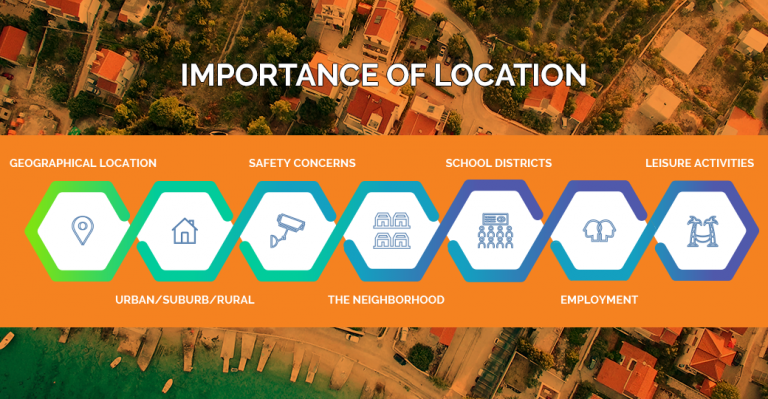 IMPORTANCE OF LOCATION
GEOGRAPHICAL LOCATION
SAFETY CONCERNS
SCHOOL DISTRICTS
LEISURE ACTIVITIES
URBAN/SUBURB/RURAL
THE NEIGHBORHOOD
EMPLOYMENT